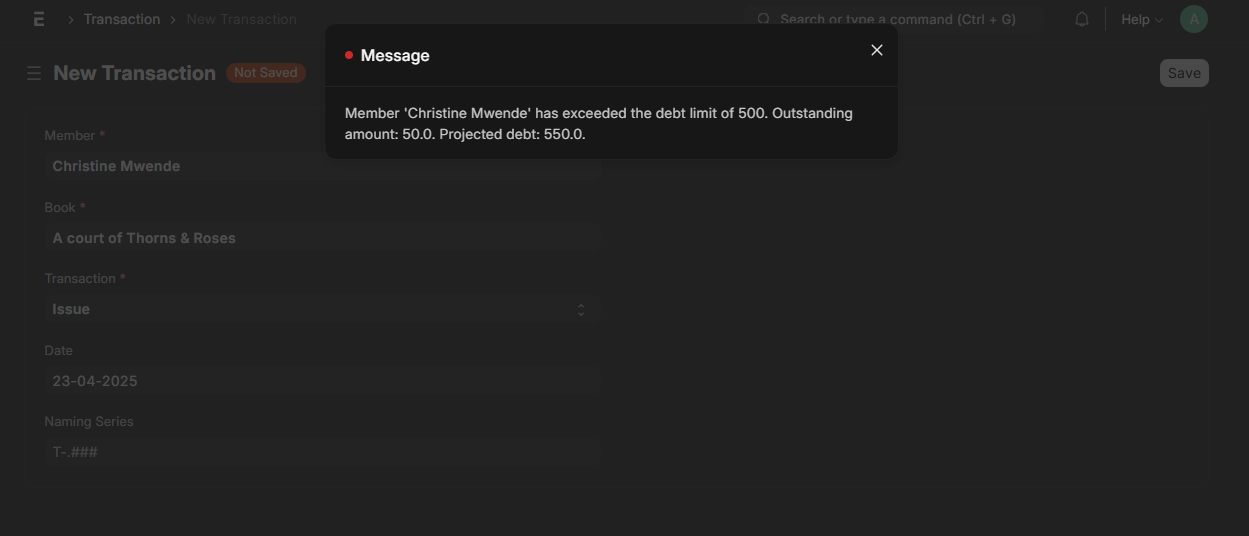 E > Transaction > New Transaction
Search or type a command (Ctrl + G)
Help
A
New Transaction
Not Saved
Save
Message
Member 'Christine Mwende' has exceeded the debt limit of 500. Outstanding
amount: 50.0. Projected debt: 550.0.
Member *
Christine Mwende
Book *
A court of Thorns & Roses
Transaction *
Issue
Date
23-04-2025
Naming Series
T-.###